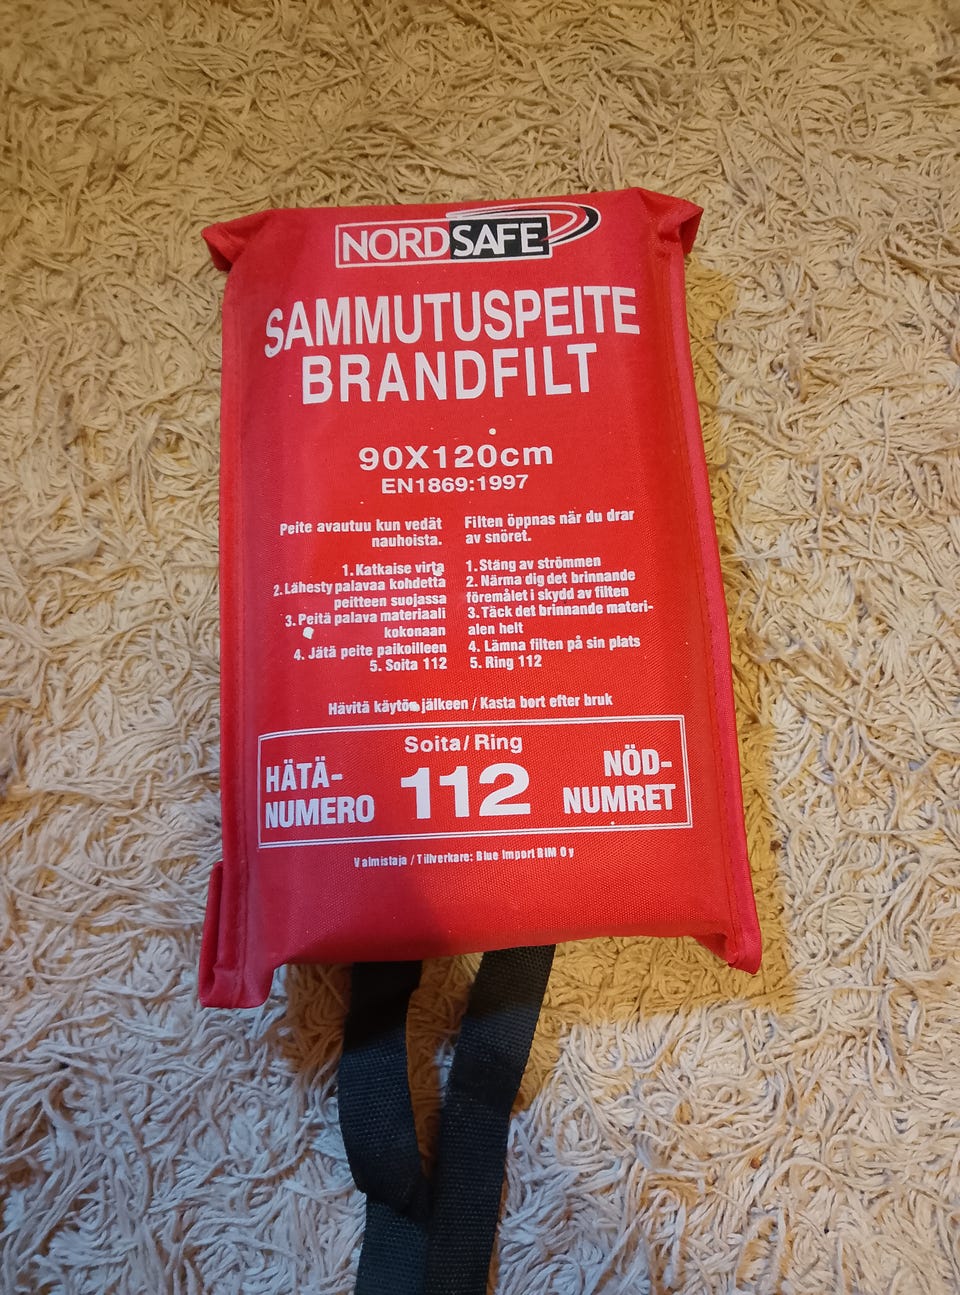 NORDSAFE
SAMMUTUSPEITE
BRANDFILT
90X120cm
EN1869:1997
Peite avautuu kun vedät
nauhoista.
1. Katkaise virta
2. Lähesty palavaa kohdetta
peitteen suojassa
3. Peitä palava materiaali
kokonaan
4. Jätä peite paikoilleen
5. Soita 112
Filten öppnas när du drar
av snöret.
1. Stäng av strömmen
2. Närma dig det brinnande
föremålet i skydd av filten
3. Täck det brinnande materi-
alen helt
4. Lämna filten på sin plats
5. Ring 112
Hävitä käytön jälkeen / Kasta bort efter bruk
HÄTÄ-
NUMERO
Soita/Ring
112
NÖD-
NUMRET
Valmistaja / Tillverkare: Blue Import BIM Oy